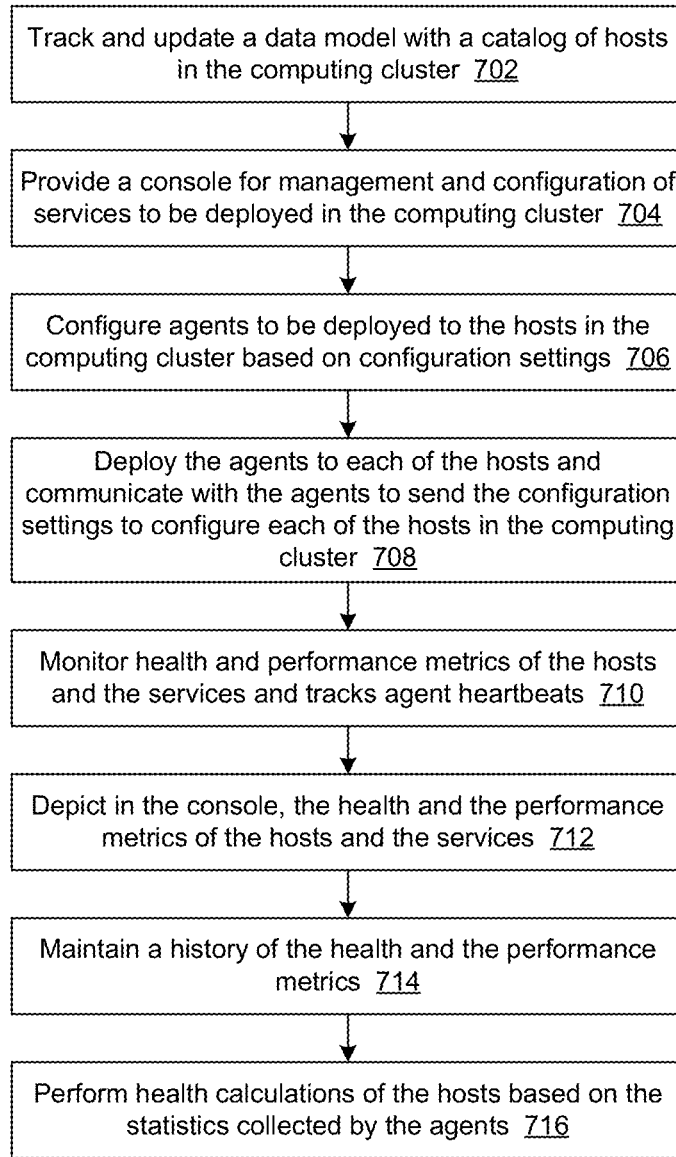 Track and update a data model with a catalog of hosts
in the computing cluster 702
Provide a console for management and configuration of
services to be deployed in the computing cluster 704
Configure agents to be deployed to the hosts in the
computing cluster based on configuration settings 706
Deploy the agents to each of the hosts and
communicate with the agents to send the configuration
settings to configure each of the hosts in the computing
cluster 708
Monitor health and performance metrics of the hosts
and the services and tracks agent heartbeats 710
Depict in the console, the health and the performance
metrics of the hosts and the services 712
Maintain a history of the health and the performance
metrics 714
Perform health calculations of the hosts based on the
statistics collected by the agents 716